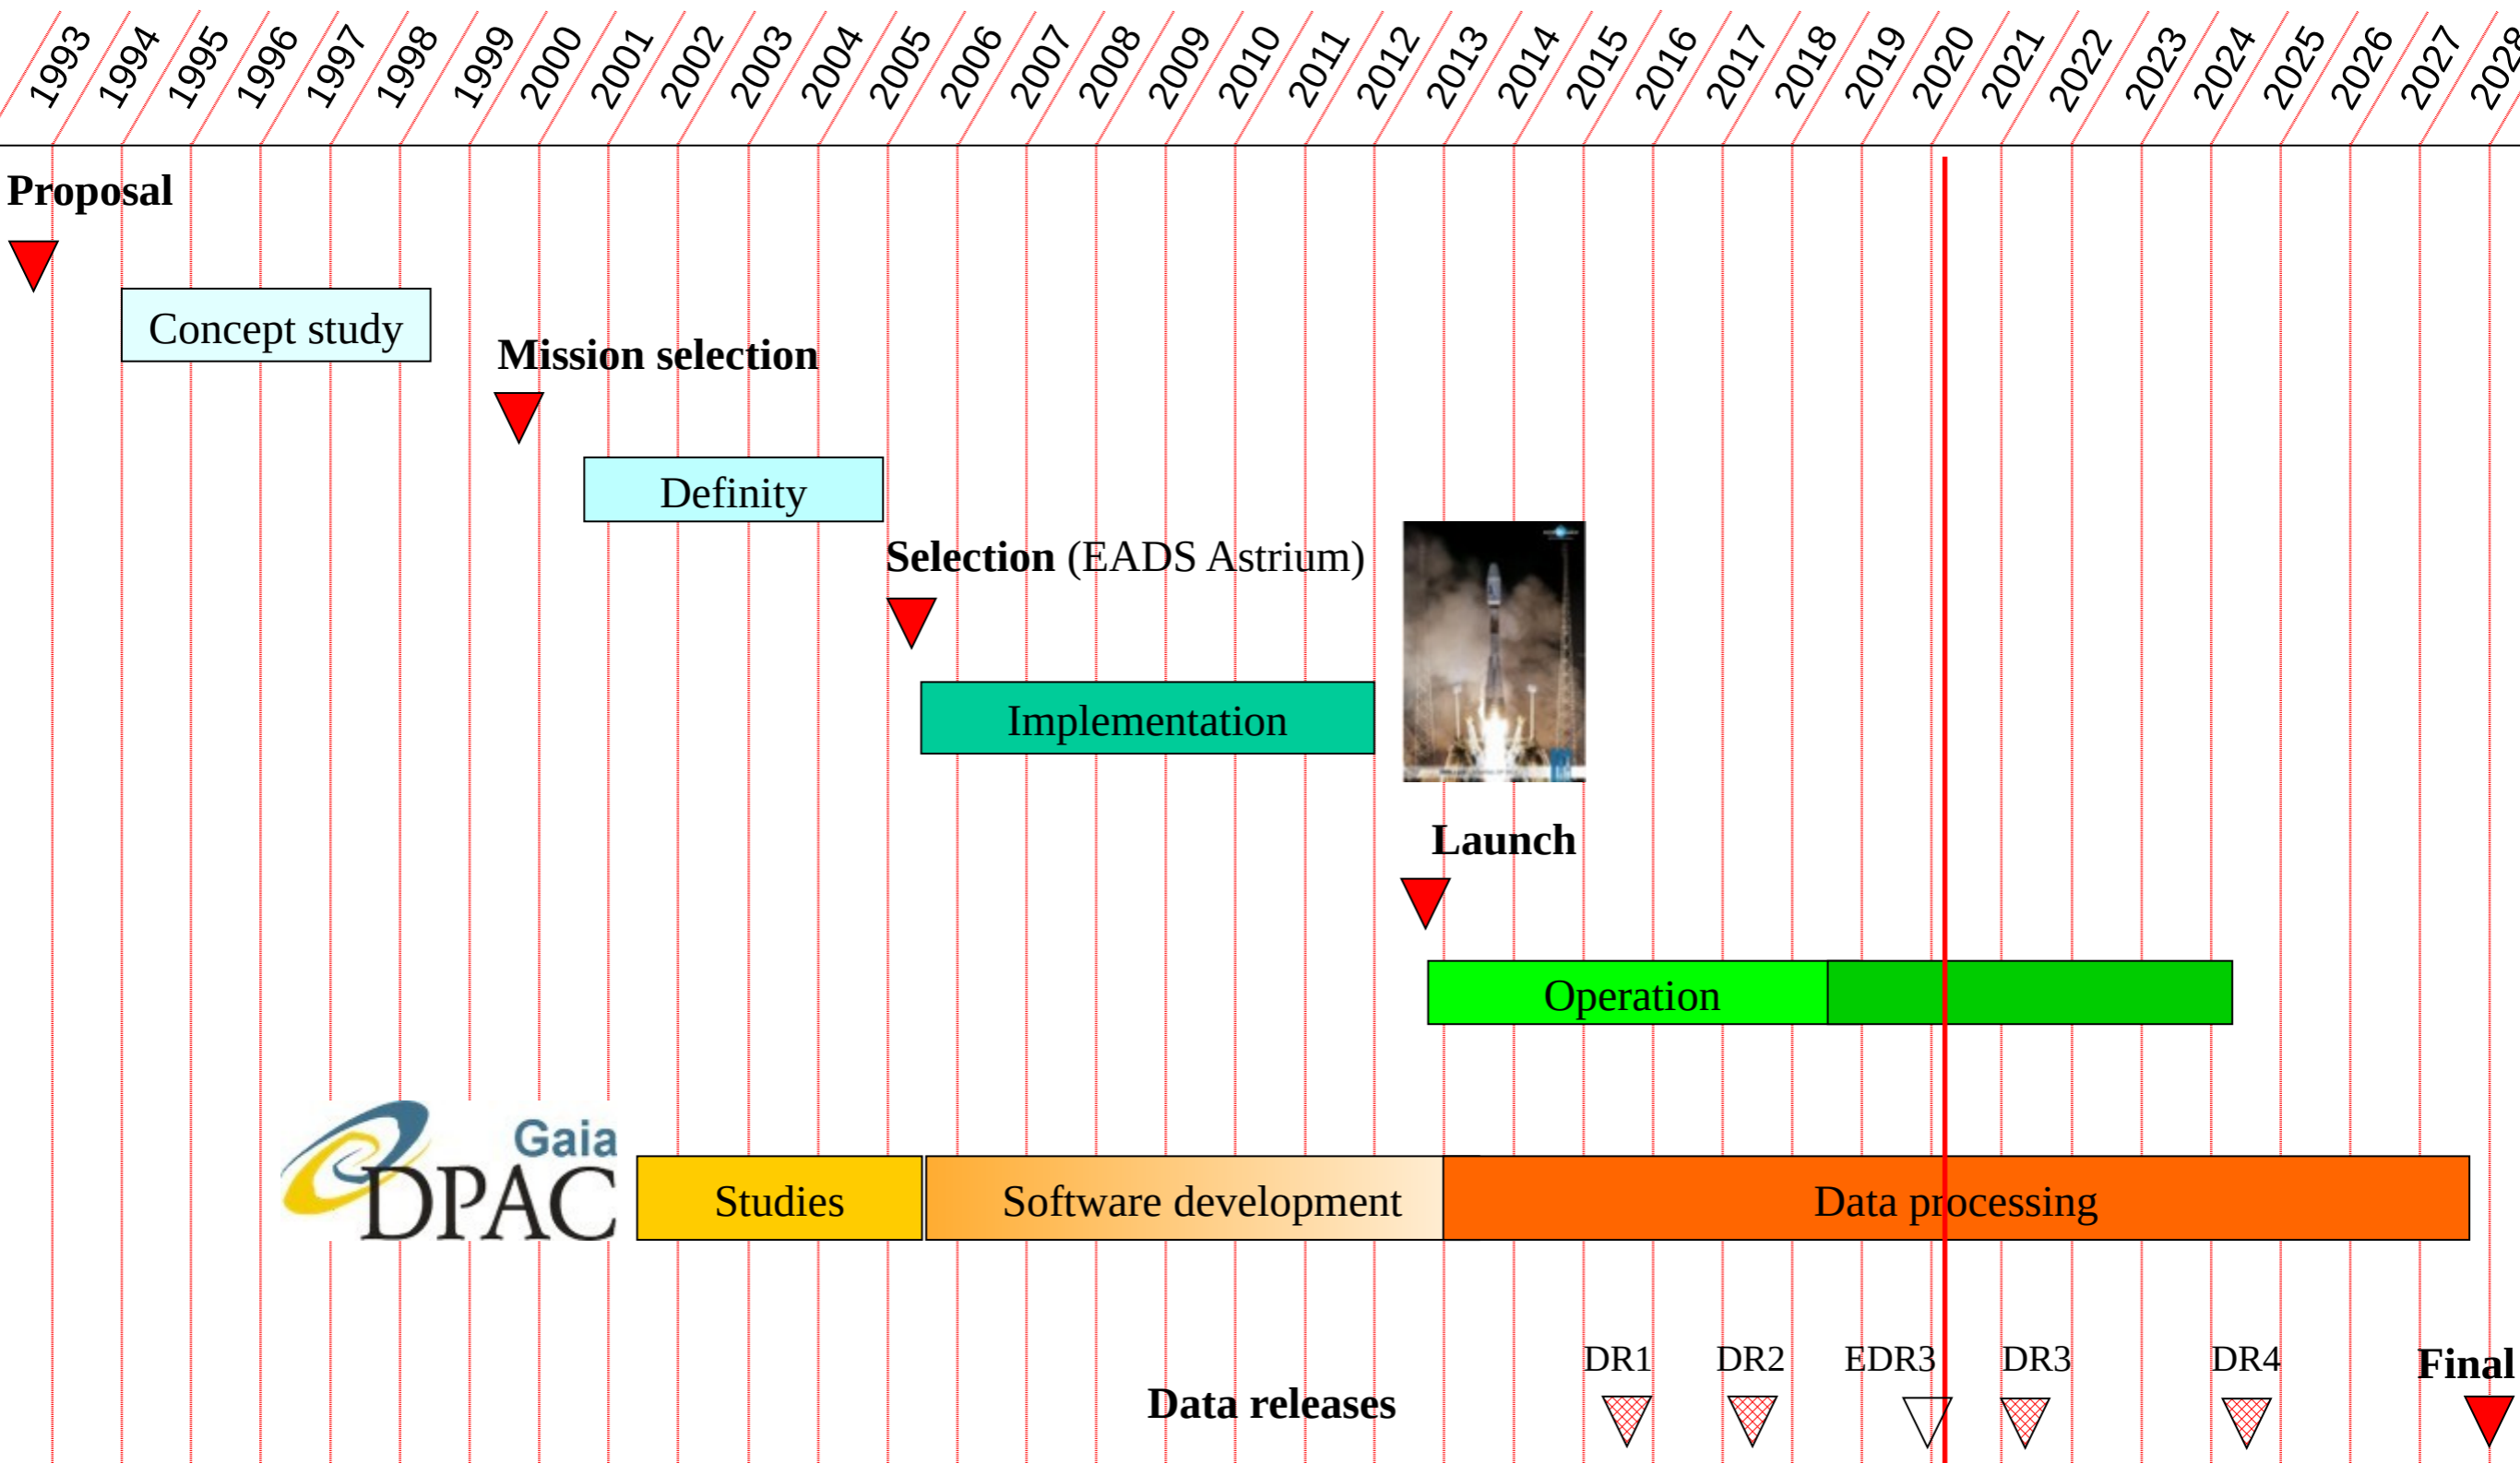 1993 1994 1995 1996 1997 1998 1999 2000 2001 2002 2003 2004 2005 2006 2007 2008 2009 2010 2011 2012 2013 2014 2015 2016 2017 2018 2019 2020 2021 2022 2023 2024 2025 2026 2027 2028
Proposal
Concept study
Mission selection
Definity
Selection (EADS Astrium)
Implementation
Launch
Operation
Gaia
DPAC
Studies
Software development
Data processing
DR1 DR2 EDR3 DR3 DR4 Final
Data releases